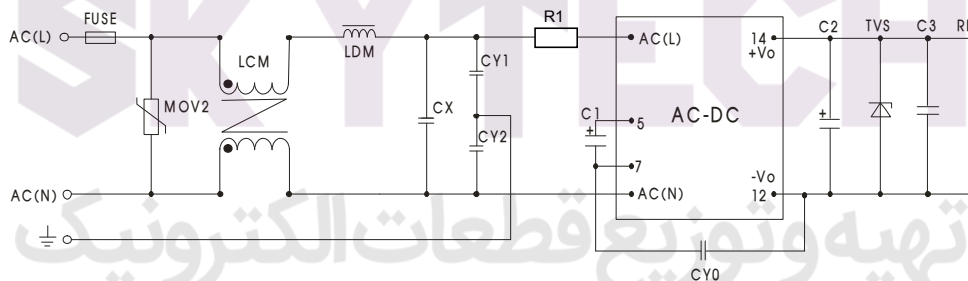 SKYTECH
FUSE
AC(L)
MOV2
LCM
LDM
CX
CY1
CY2
R1
C1
AC(L)
5
7
AC(N)
AC-DC
14
+Vo
-Vo
12
C2
TVS
C3
AC(N)
CY0
تهیه و توزیع قطعات الکترونیک